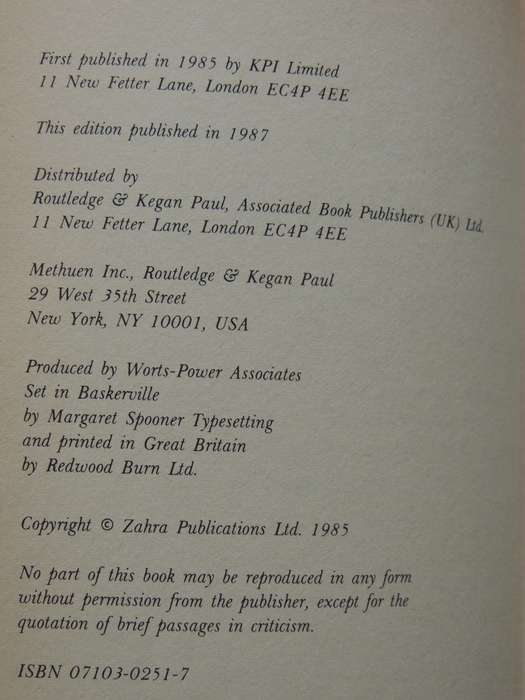 First published in 1985 by KPI Limited
11 New Fetter Lane, London EC4P 4EE
This edition published in 1987
Distributed by
Routledge & Kegan Paul, Associated Book Publishers (UK) Ltd.
11 New Fetter Lane, London EC4P 4EE
Methuen Inc., Routledge & Kegan Paul
29 West 35th Street
New York, NY 10001, USA
Produced by Worts-Power Associates
Set in Baskerville
by Margaret Spooner Typesetting
and printed in Great Britain
by Redwood Burn Ltd.
Copyright © Zahra Publications Ltd. 1985
No part of this book may be reproduced in any form
without permission from the publisher, except for the
quotation of brief passages in criticism.
ISBN 07103-0251-7